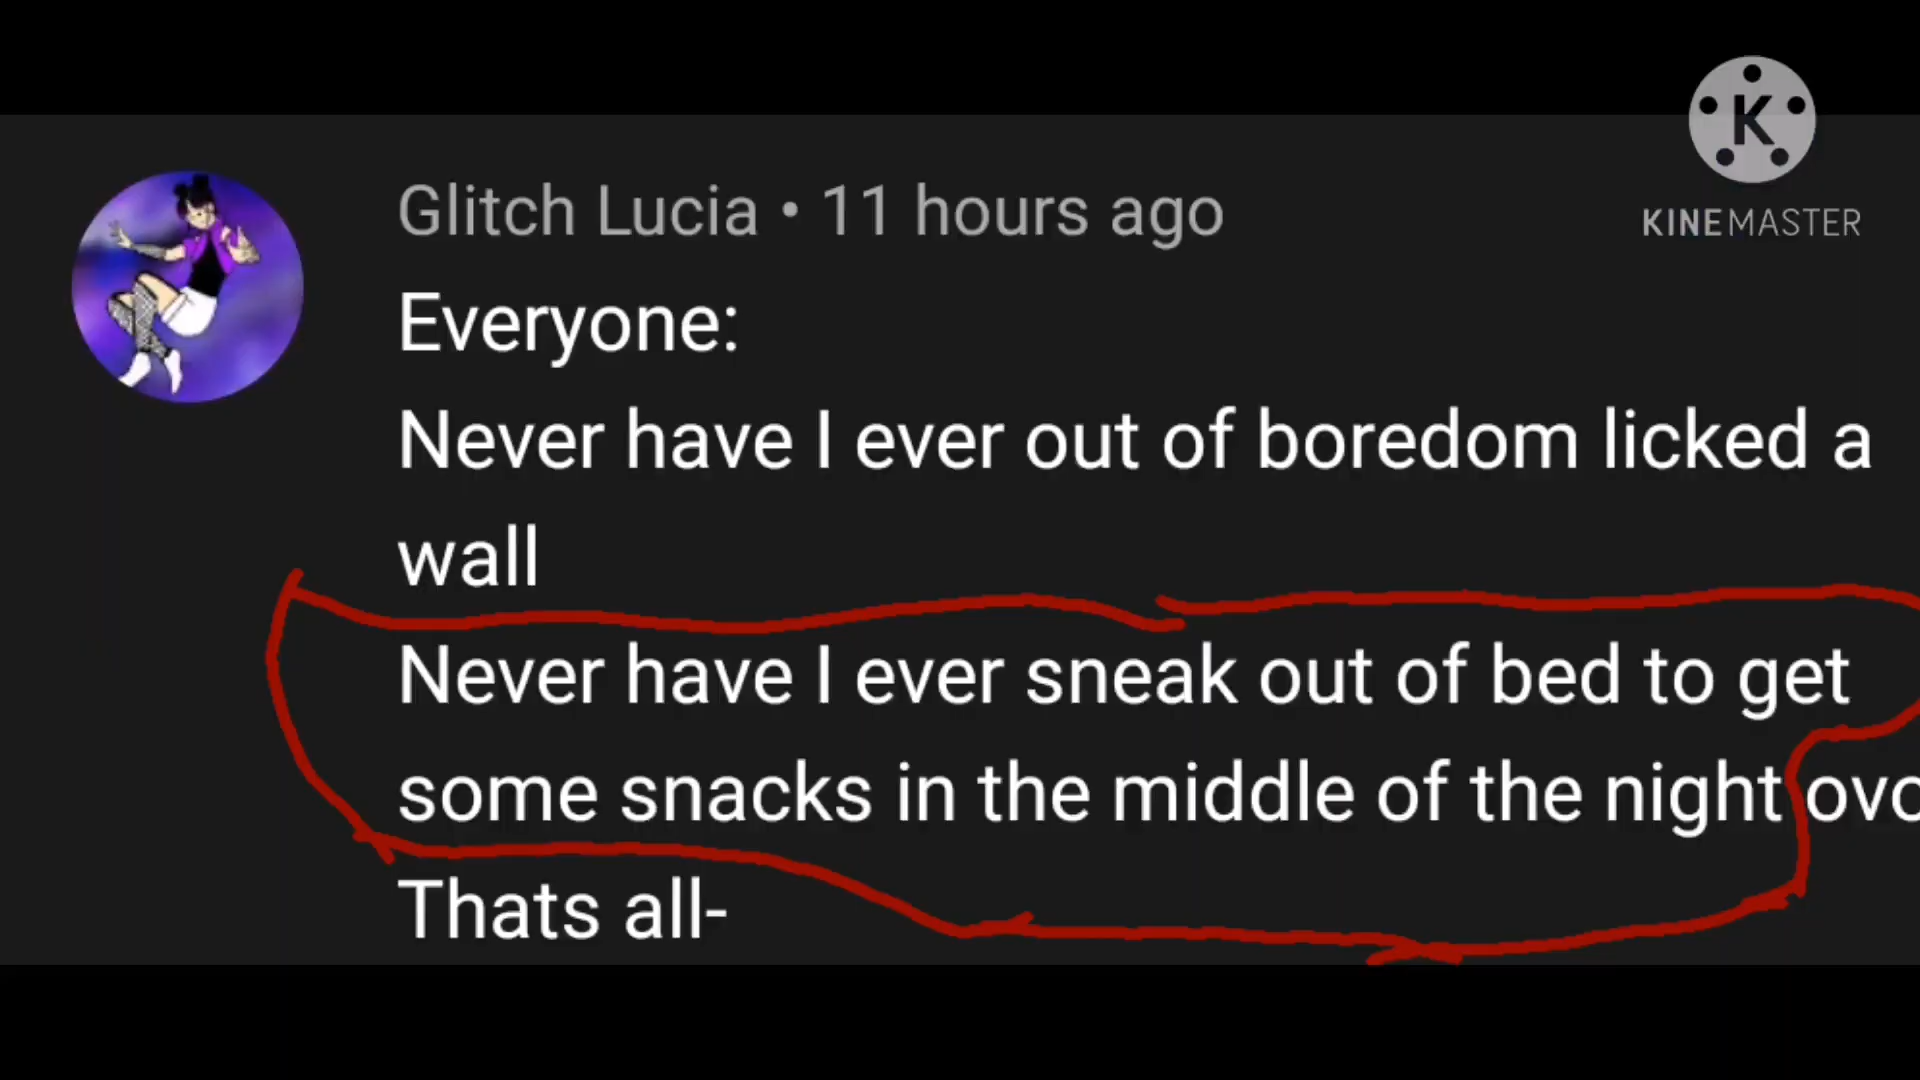 K
KINEMASTER
Glitch Lucia • 11 hours ago
Everyone:
Never have I ever out of boredom licked a
wall
Never have I ever sneak out of bed to get
some snacks in the middle of the night ovo
Thats all-